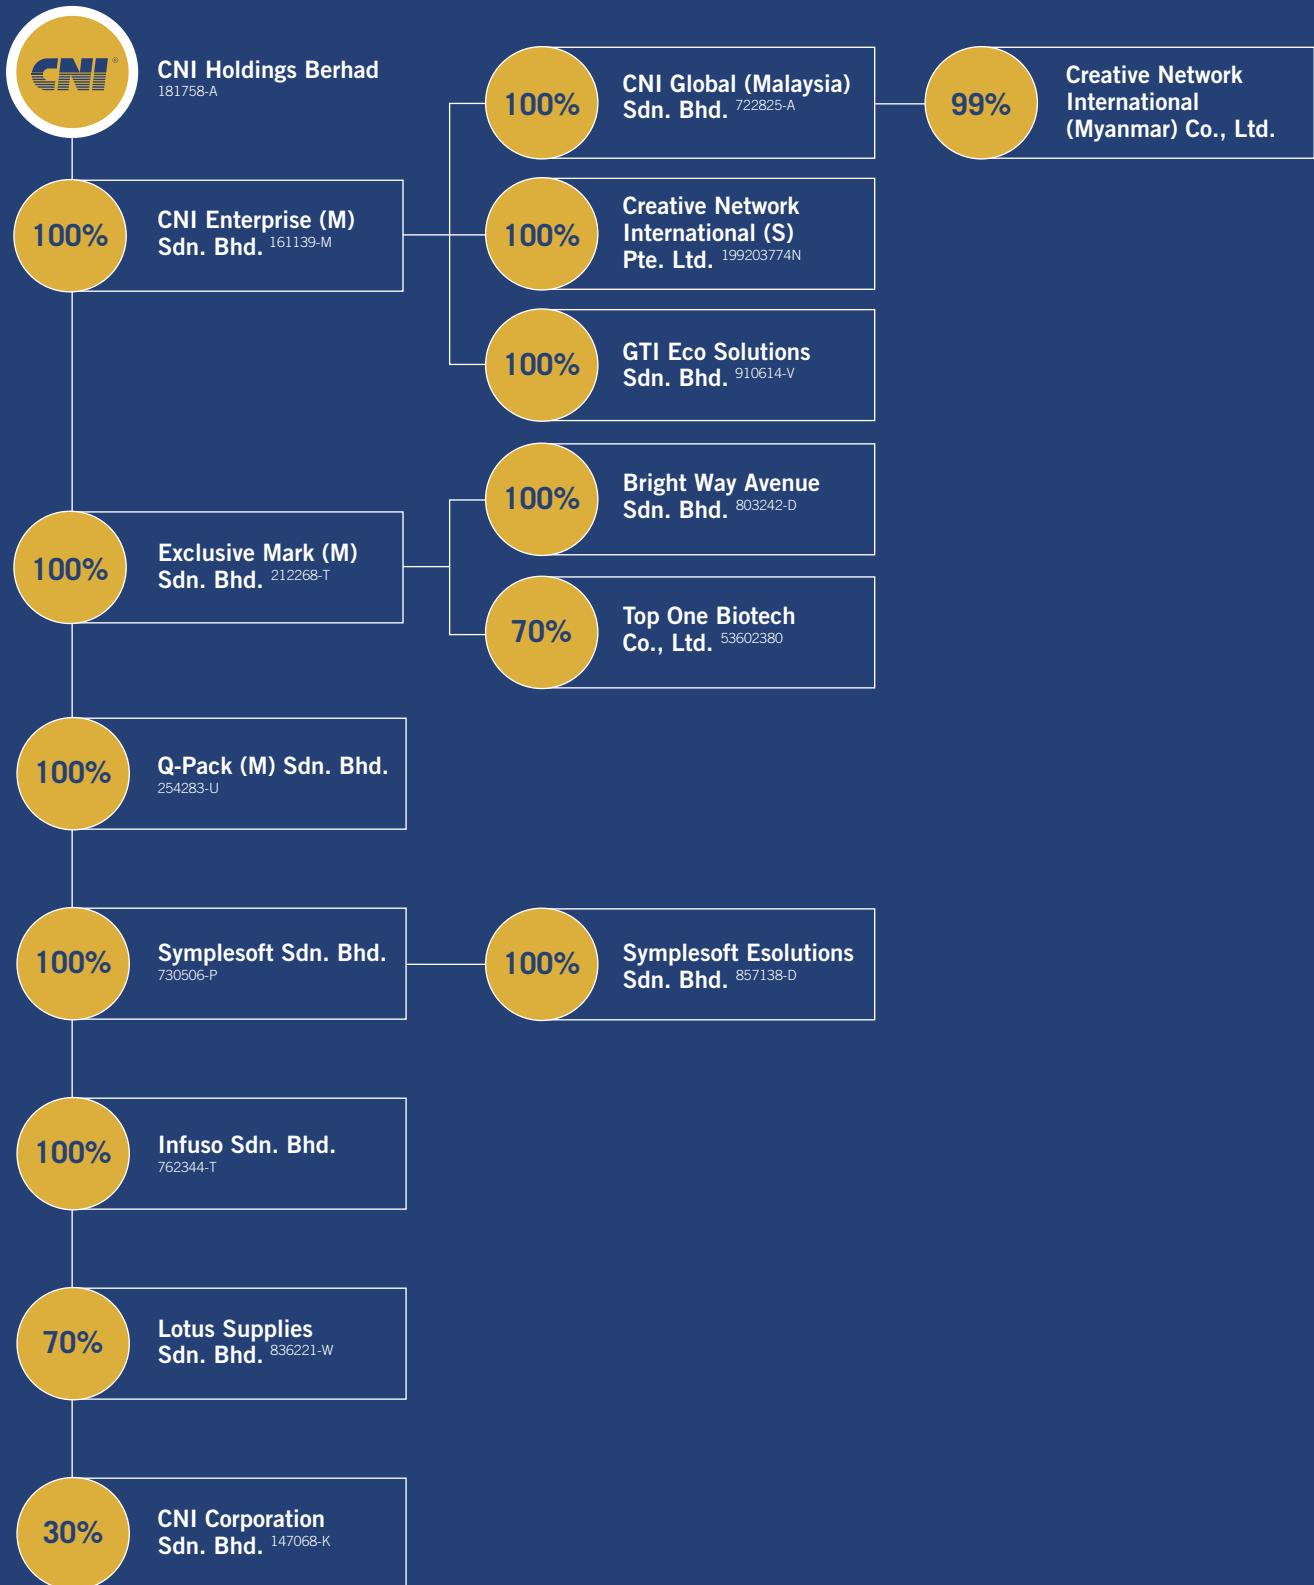 CNI®
CNI Holdings Berhad
181758-A
100%
CNI Enterprise (M)
Sdn. Bhd. 161139-M
100%
CNI Global (Malaysia)
Sdn. Bhd. 722825-A
99%
Creative Network
International
(Myanmar) Co., Ltd.
100%
Creative Network
International (S)
Pte. Ltd. 199203774N
100%
GTI Eco Solutions
Sdn. Bhd. 910614-V
100%
Exclusive Mark (M)
Sdn. Bhd. 212268-T
100%
Bright Way Avenue
Sdn. Bhd. 803242-D
70%
Top One Biotech
Co., Ltd. 53602380
100%
Q-Pack (M) Sdn. Bhd.
254283-U
100%
Symplesoft Sdn. Bhd.
730506-P
100%
Symplesoft Esolutions
Sdn. Bhd. 857138-D
100%
Infuso Sdn. Bhd.
762344-T
70%
Lotus Supplies
Sdn. Bhd. 836221-W
30%
CNI Corporation
Sdn. Bhd. 147068-K